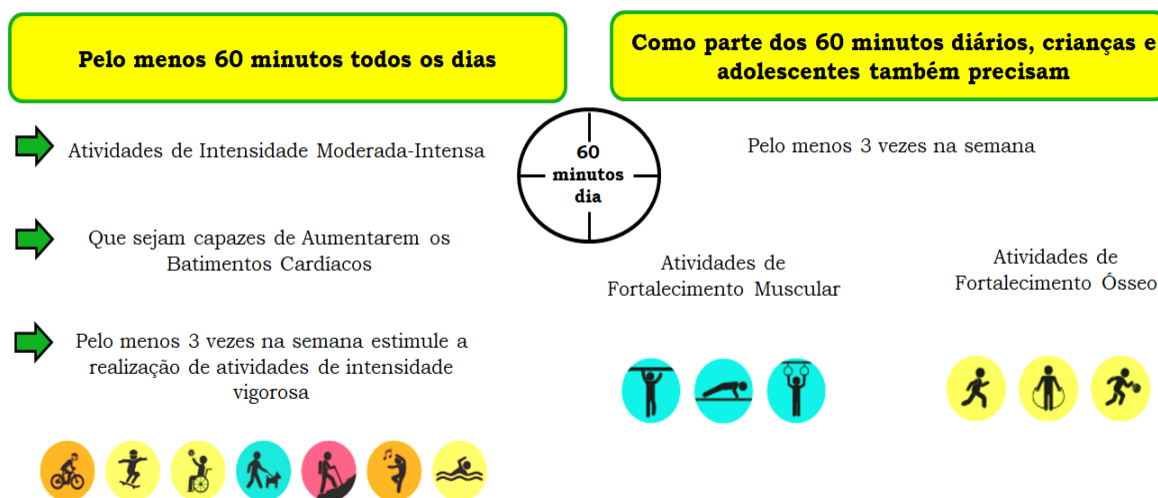 Pelo menos 60 minutos todos os dias
Atividades de Intensidade Moderada-Intensa
Que sejam capazes de Aumentarem os
Batimentos Cardíacos
Pelo menos 3 vezes na semana estimule a
realização de atividades de intensidade
vigorosa
60
minutos
dia
Como parte dos 60 minutos diários, crianças e
adolescentes também precisam
Pelo menos 3 vezes na semana
Atividades de
Fortalecimento Muscular
Atividades de
Fortalecimento Ósseo